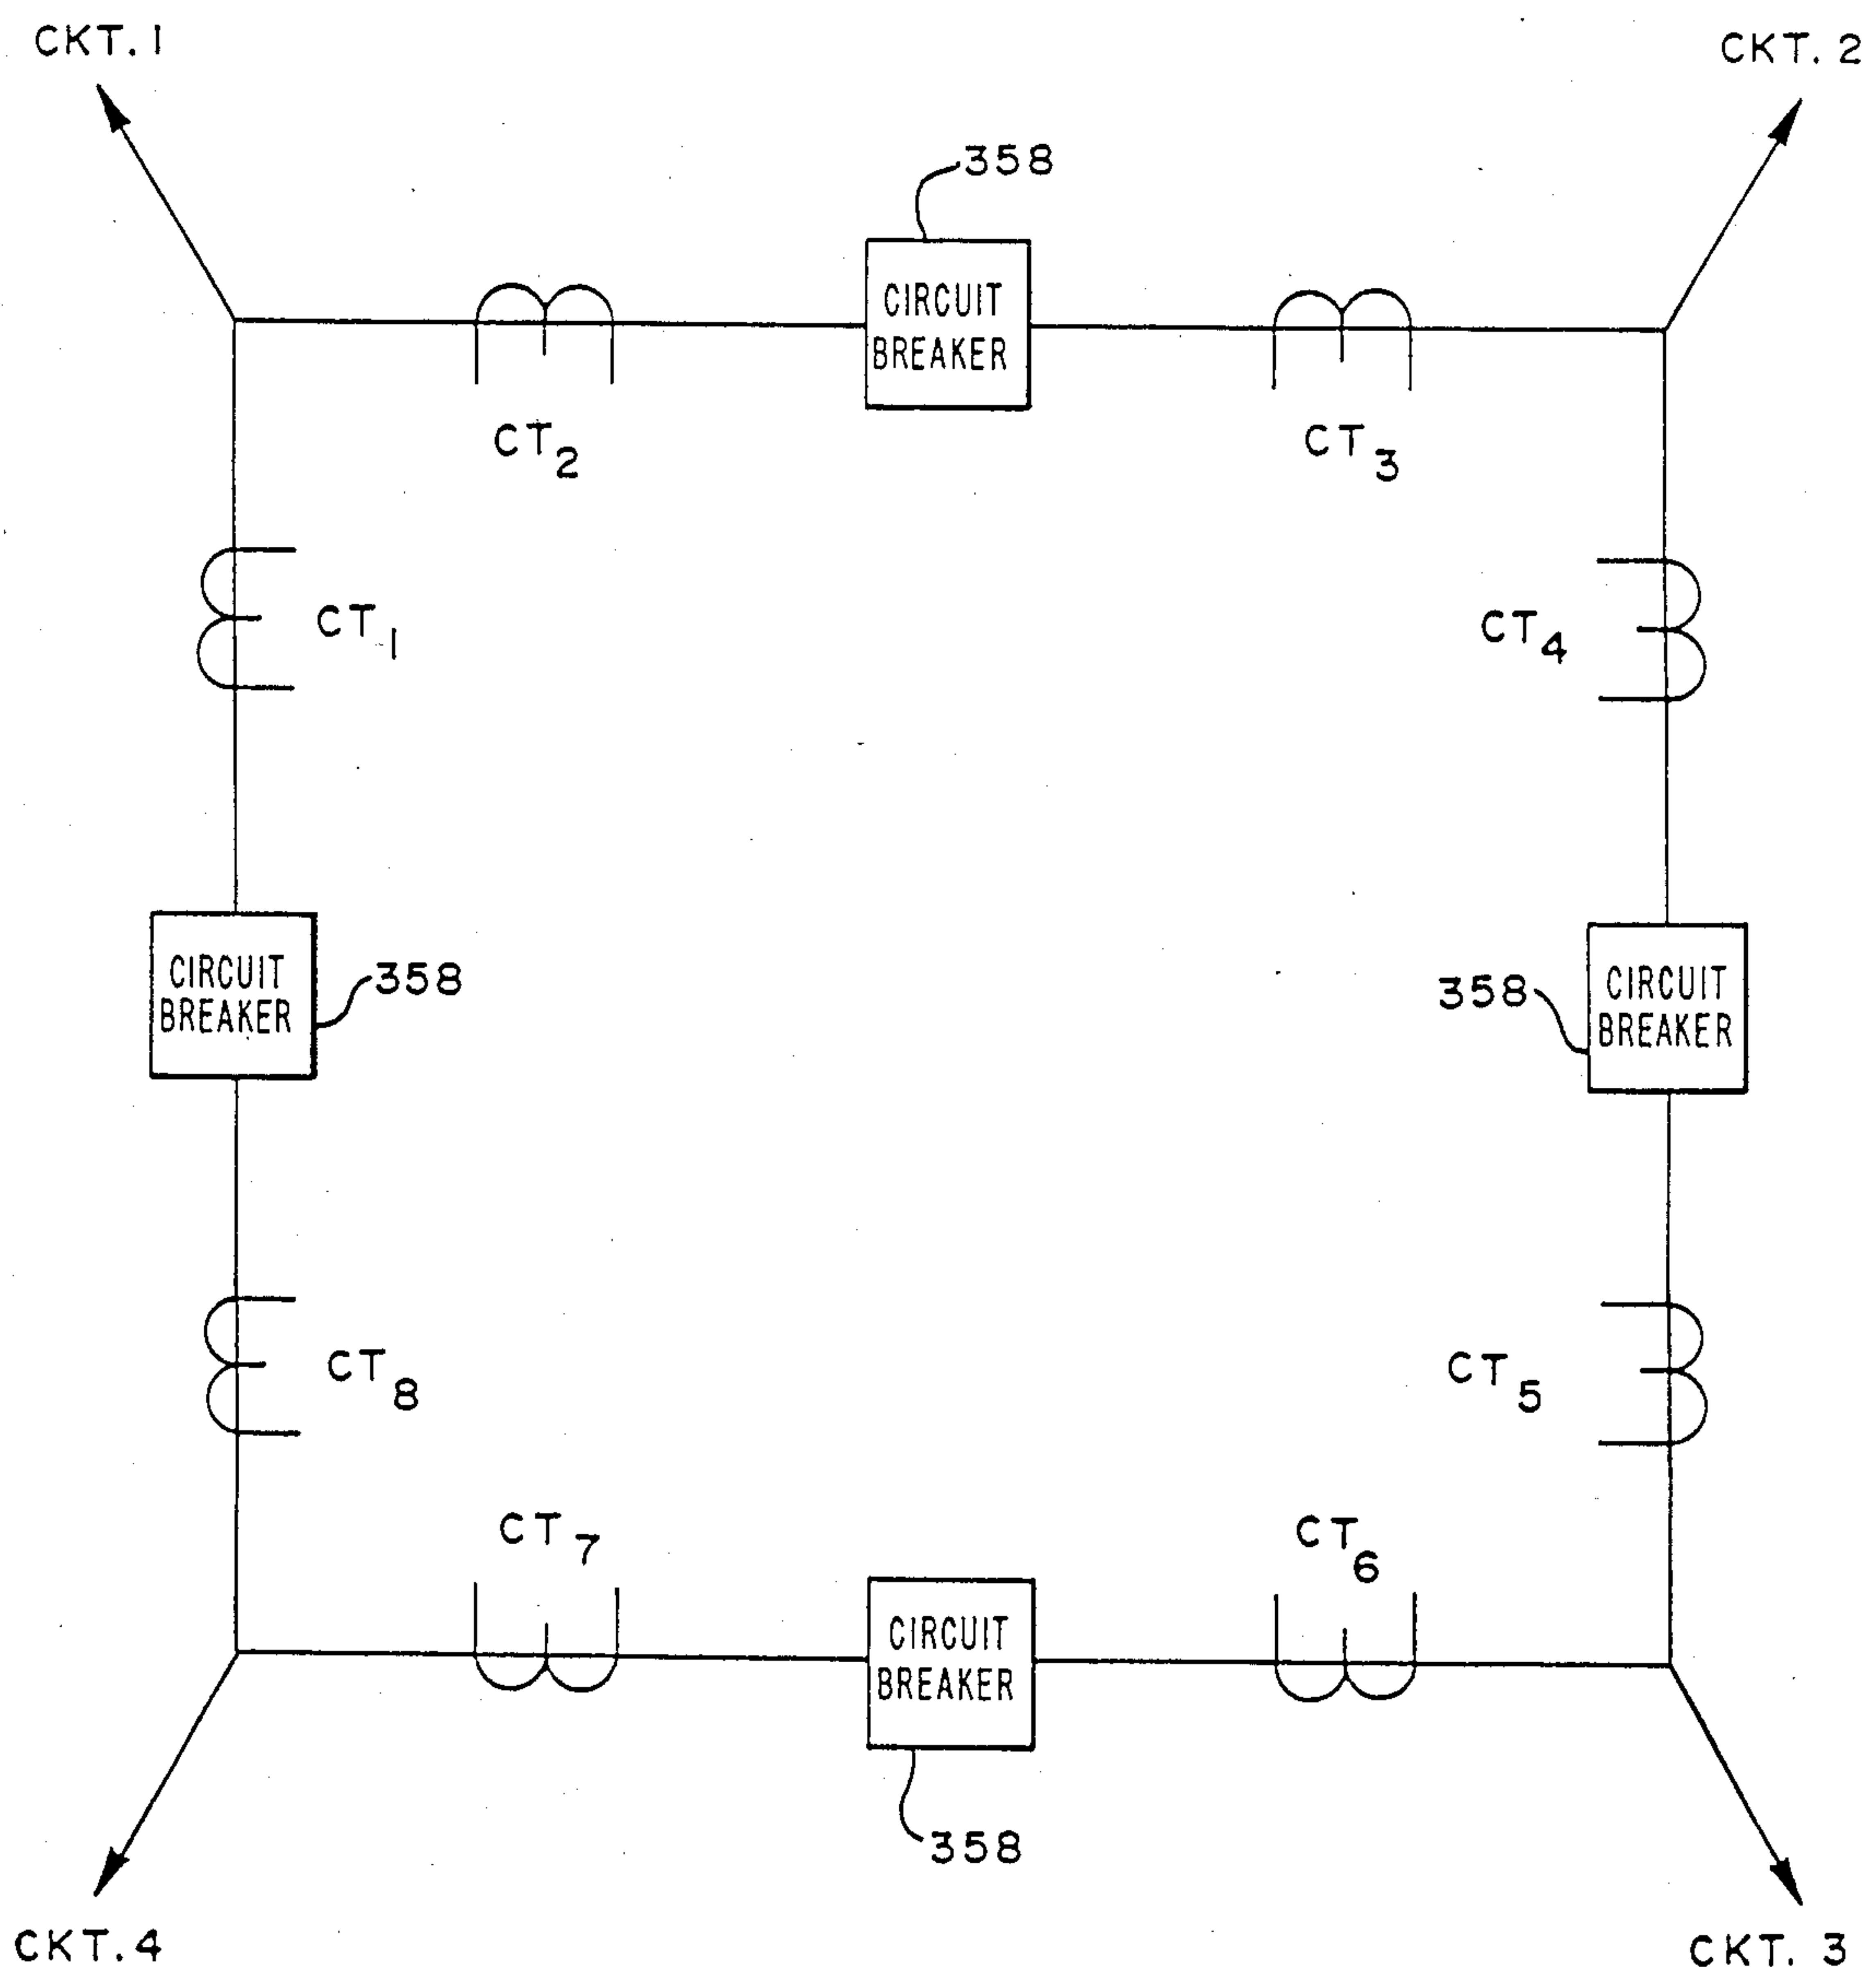 CKT. 1
CKT. 2
358
CIRCUIT
BREAKER
CT2
CT3
CT1
CT4
CIRCUIT
BREAKER
358
358
CIRCUIT
BREAKER
CT8
CT5
CT7
CT6
CIRCUIT
BREAKER
358
CKT. 4
CKT. 3